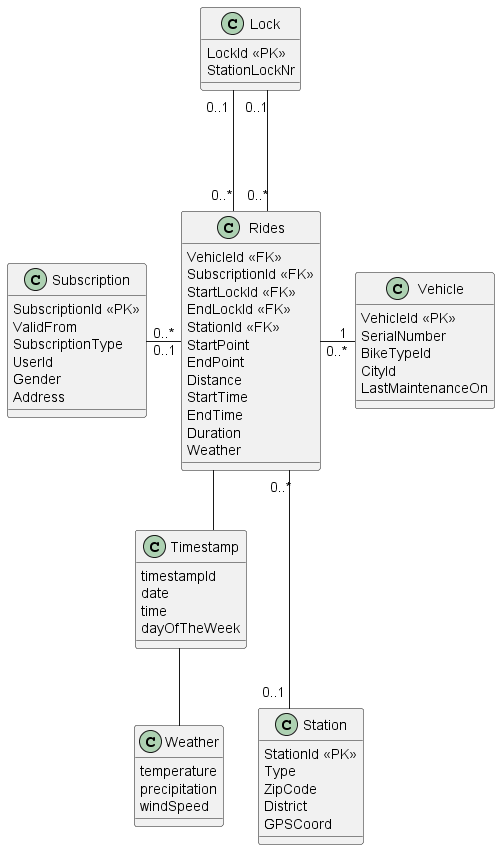 C Lock
LockId «PK»
StationLockNr
0..1 0..1
0..* 0..*
C Rides
VehicleId «FK»
SubscriptionId «FK»
StartLockId «FK»
EndLockId «FK»
StationId «FK»
StartPoint
EndPoint
Distance
StartTime
EndTime
Duration
Weather
C Subscription
SubscriptionId «PK»
ValidFrom
SubscriptionType
UserId
Gender
Address
0..*
0..1
C Vehicle
VehicleId «PK»
SerialNumber
BikeTypeId
CityId
LastMaintenanceOn
1
0..*
0..*
C Timestamp
timestampId
date
time
dayOfTheWeek
0..1
C Weather
temperature
precipitation
windSpeed
C Station
StationId «PK»
Type
ZipCode
District
GPSCoord